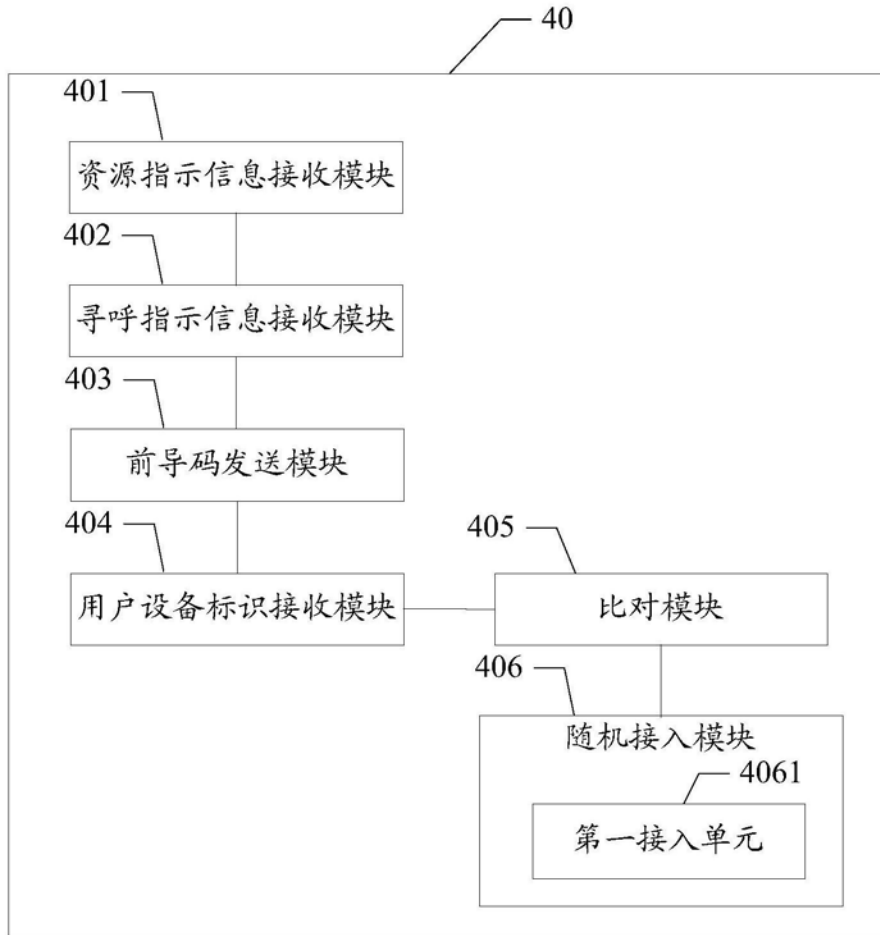 40
401
资源指示信息接收模块
402
寻呼指示信息接收模块
403
前导码发送模块
404
用户设备标识接收模块
405
比对模块
406
随机接入模块
4061
第一接入单元